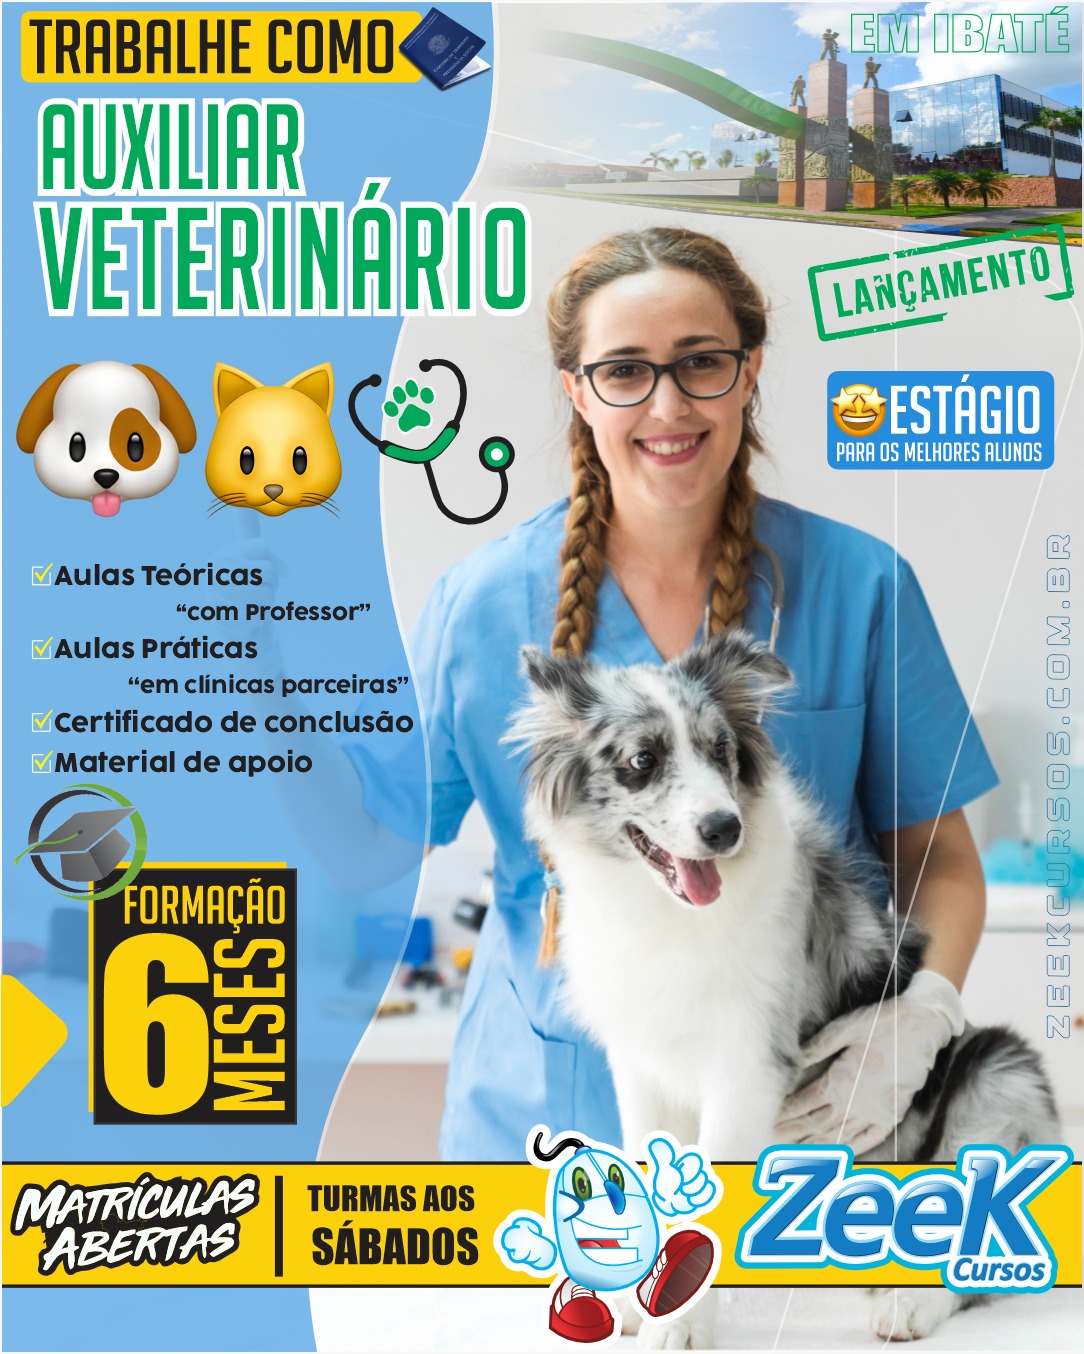 TRABALHE COMO
AUXILIAR
VETERINÁRIO
EM IBATÉ
LANÇAMENTO
ESTÁGIO
PARA OS MELHORES ALUNOS
Aulas Teóricas
“com Professor”
Aulas Práticas
“em clínicas parceiras”
Certificado de conclusão
Material de apoio
FORMAÇÃO
6
MESES
ZEEKCURSOS.COM.BR
MATRÍCULAS
ABERTAS
TURMAS AOS
SÁBADOS
ZeeK
Cursos